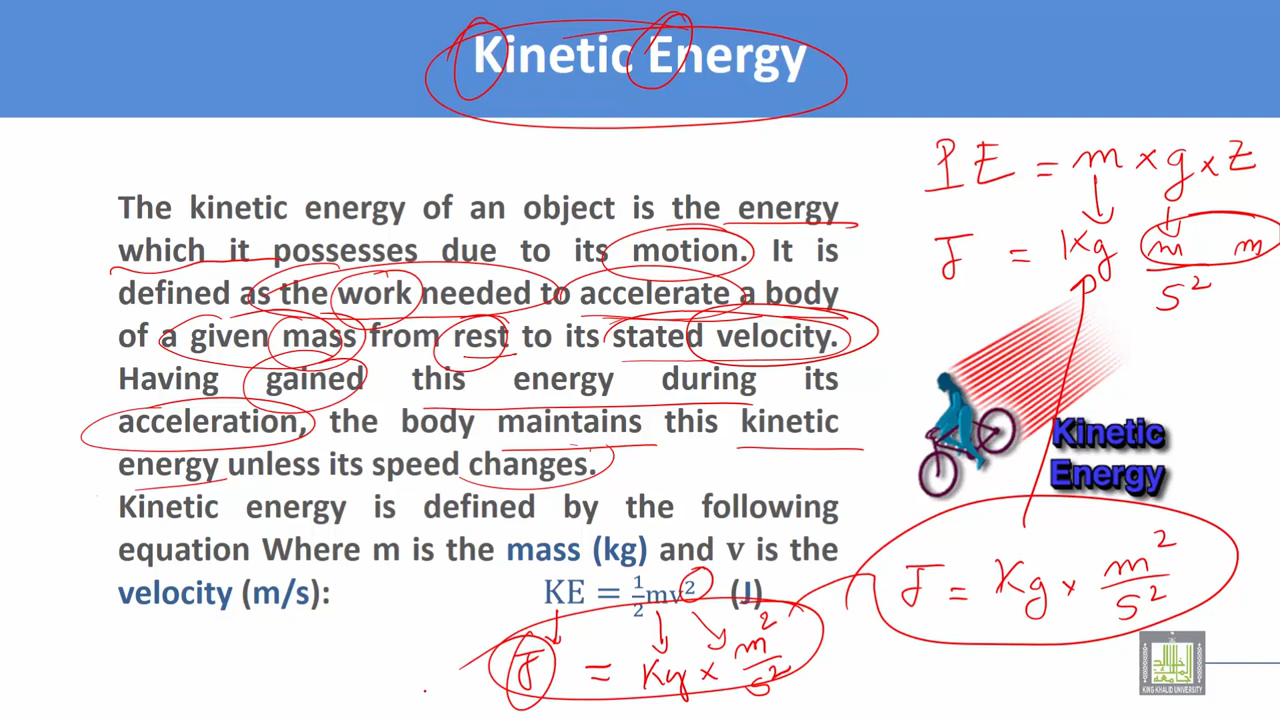 Kinetic Energy
The kinetic energy of an object is the energy
which it possesses due to its motion. It is
defined as the work needed to accelerate a body
of a given mass from rest to its stated velocity.
Having gained this energy during its
acceleration, the body maintains this kinetic
energy unless its speed changes.
Kinetic energy is defined by the following
equation Where m is the mass (kg) and v is the
velocity (m/s): KE = ½mv² (J)
J = Kg × m²/s²
PE = m × g × Z
J = Kg m m / s²
Kinetic
Energy
J = Kg × m²/s²
KING KHALID UNIVERSITY